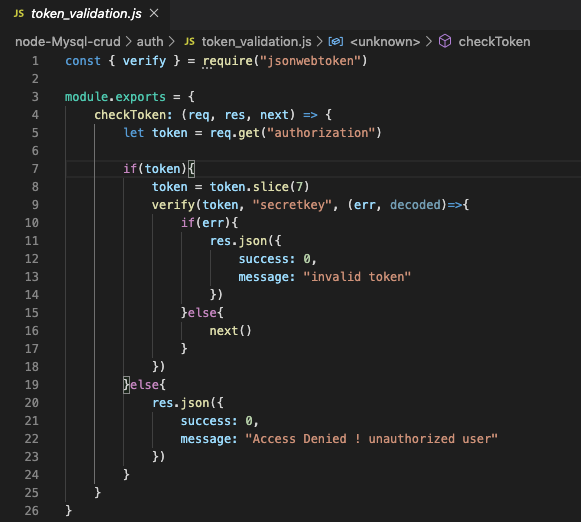 JS token_validation.js ×
node-Mysql-crud > auth > JS token_validation.js > <unknown> > checkToken
1 const { verify } = require("jsonwebtoken")
2
3 module.exports = {
4     checkToken: (req, res, next) => {
5         let token = req.get("authorization")
6
7         if(token){
8             token = token.slice(7)
9             verify(token, "secretkey", (err, decoded)=>{
10                 if(err){
11                     res.json({
12                         success: 0,
13                         message: "invalid token"
14                     })
15                 }else{
16                     next()
17                 }
18             })
19         }else{
20             res.json({
21                 success: 0,
22                 message: "Access Denied ! unauthorized user"
23             })
24         }
25     }
26 }